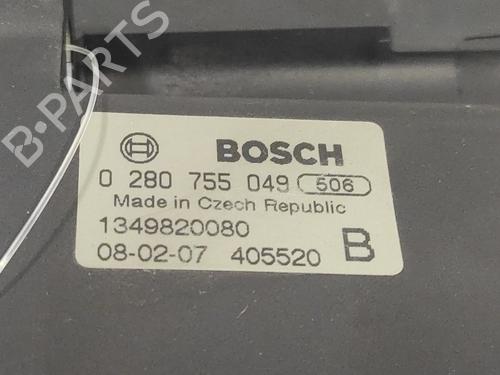 B-PARTS
BOSCH
0 280 755 049 506
Made in Czech Republic
1349820080
08-02-07 405520 B